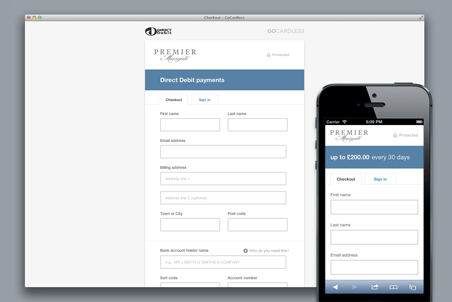 Checkout – GoCardless
DIRECT Debit
GOCARDLESS
PREMIER
Margate
Protected
Direct Debit payments
Checkout Sign in
First name Last name
Email address
Billing address
Address line 1
Address line 2 (optional)
Town or City Post code
Bank account holder name Why do you need this?
e.g., MR J SMITH or SMITHS & COMPANY
Sort code Account number
Carrier 5:09 PM
PREMIER
Margate
Protected
up to £200.00 every 30 days
Checkout Sign in
First name
Last name
Email address